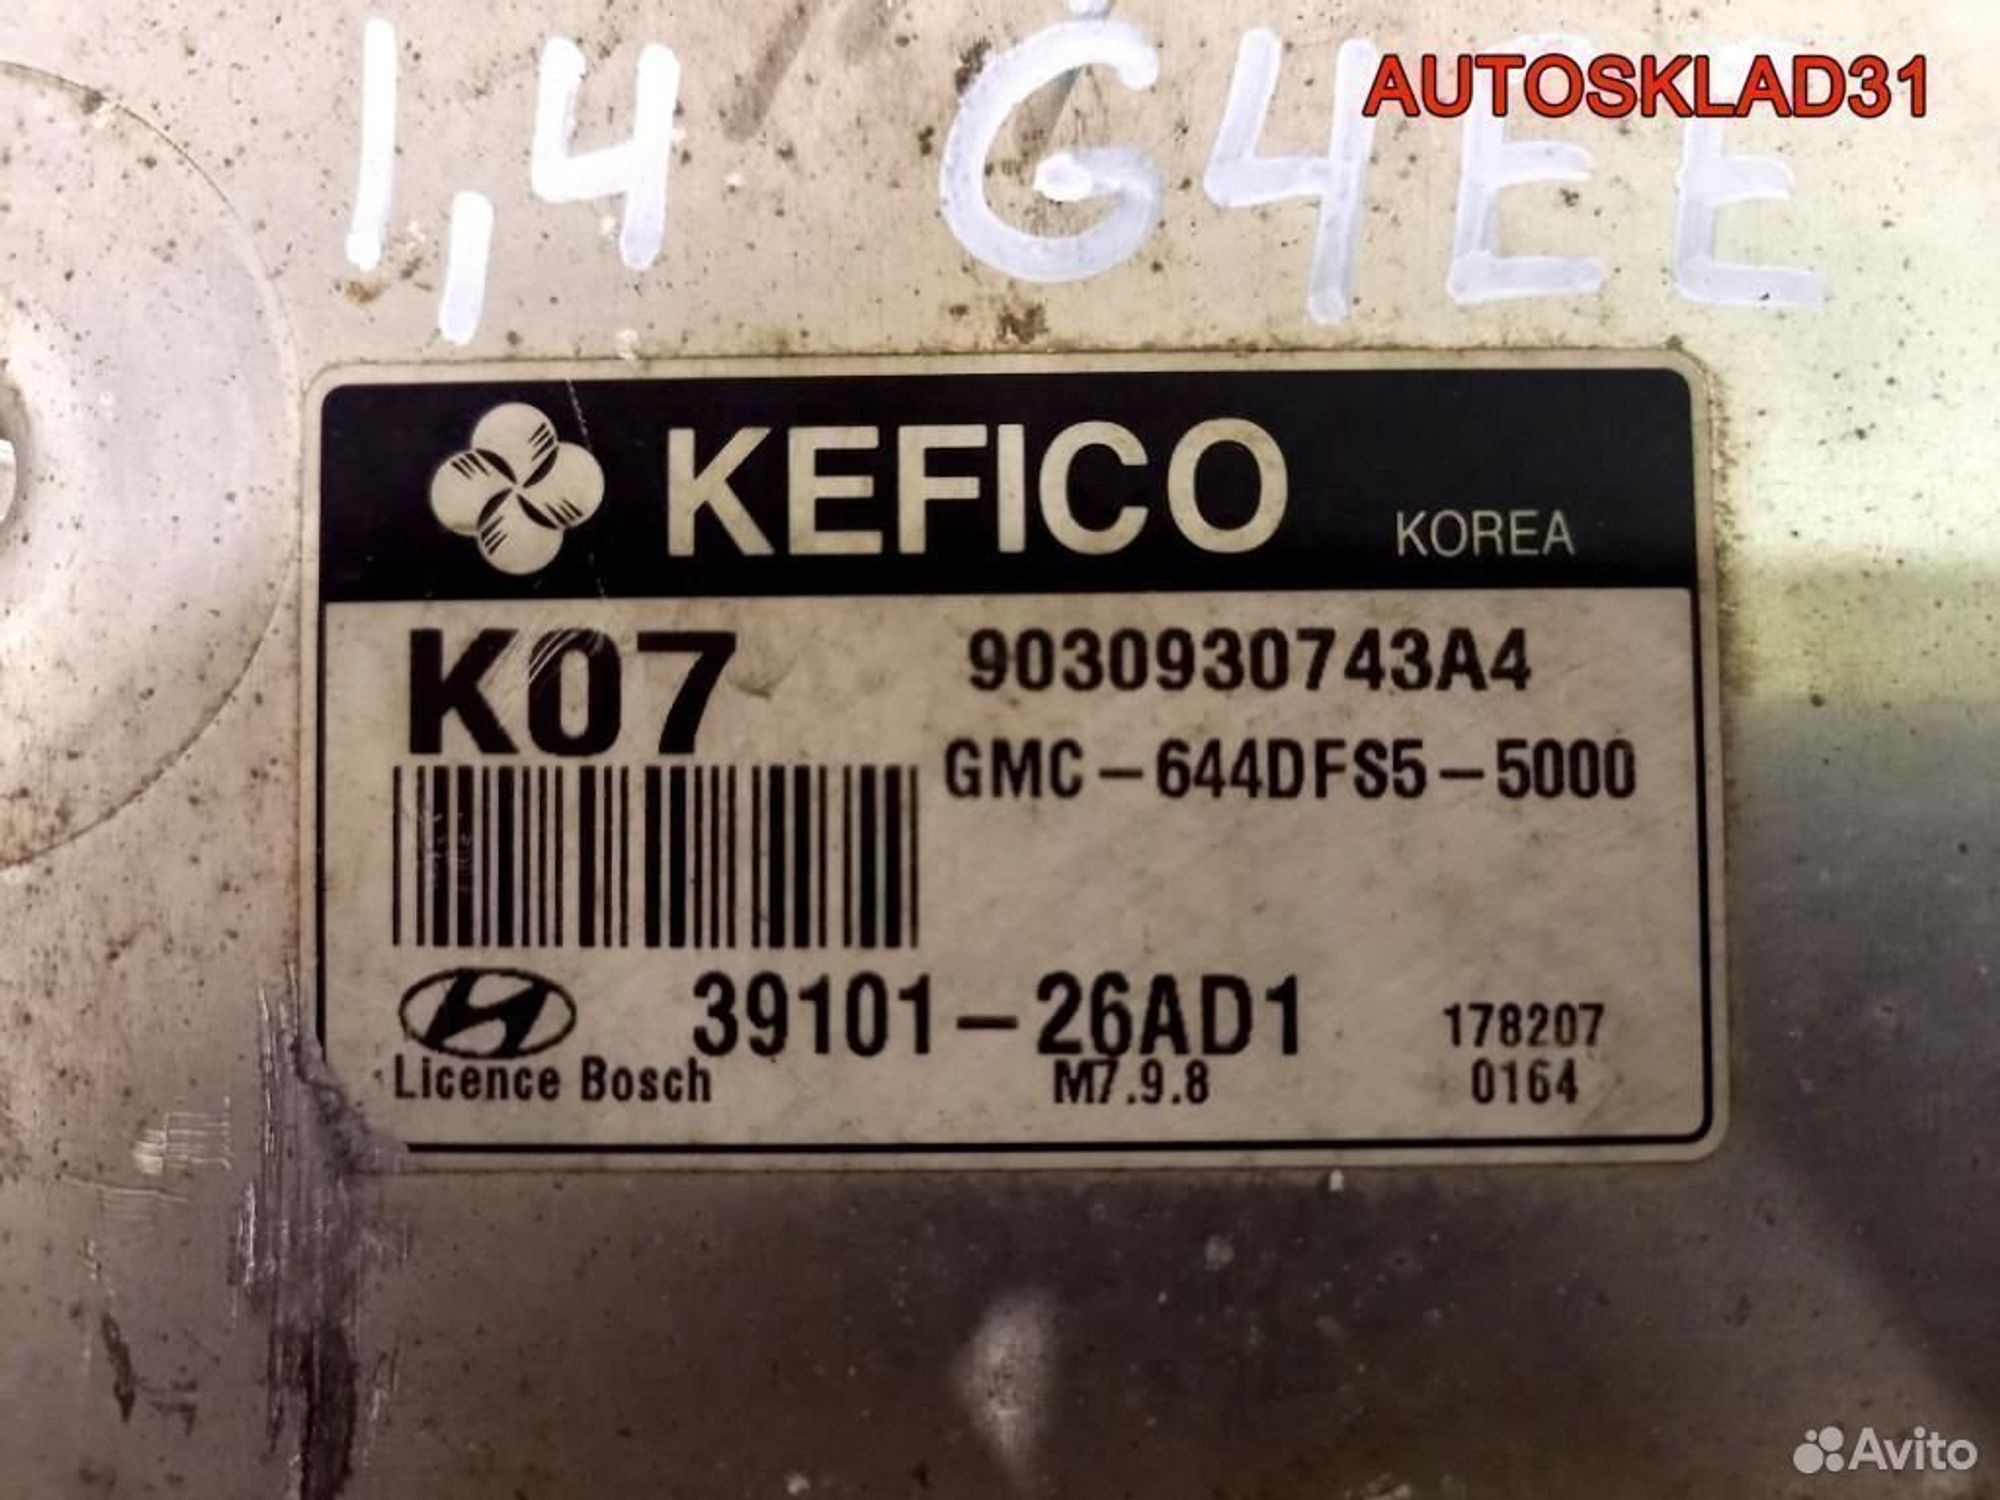 AUTOSKLAD31
1,4 G4EE
KEFICO KOREA
K07 9030930743A4
GMC-644DFS5-5000
39101-26AD1 178207
Licence Bosch M7.9.8 0164
Avito